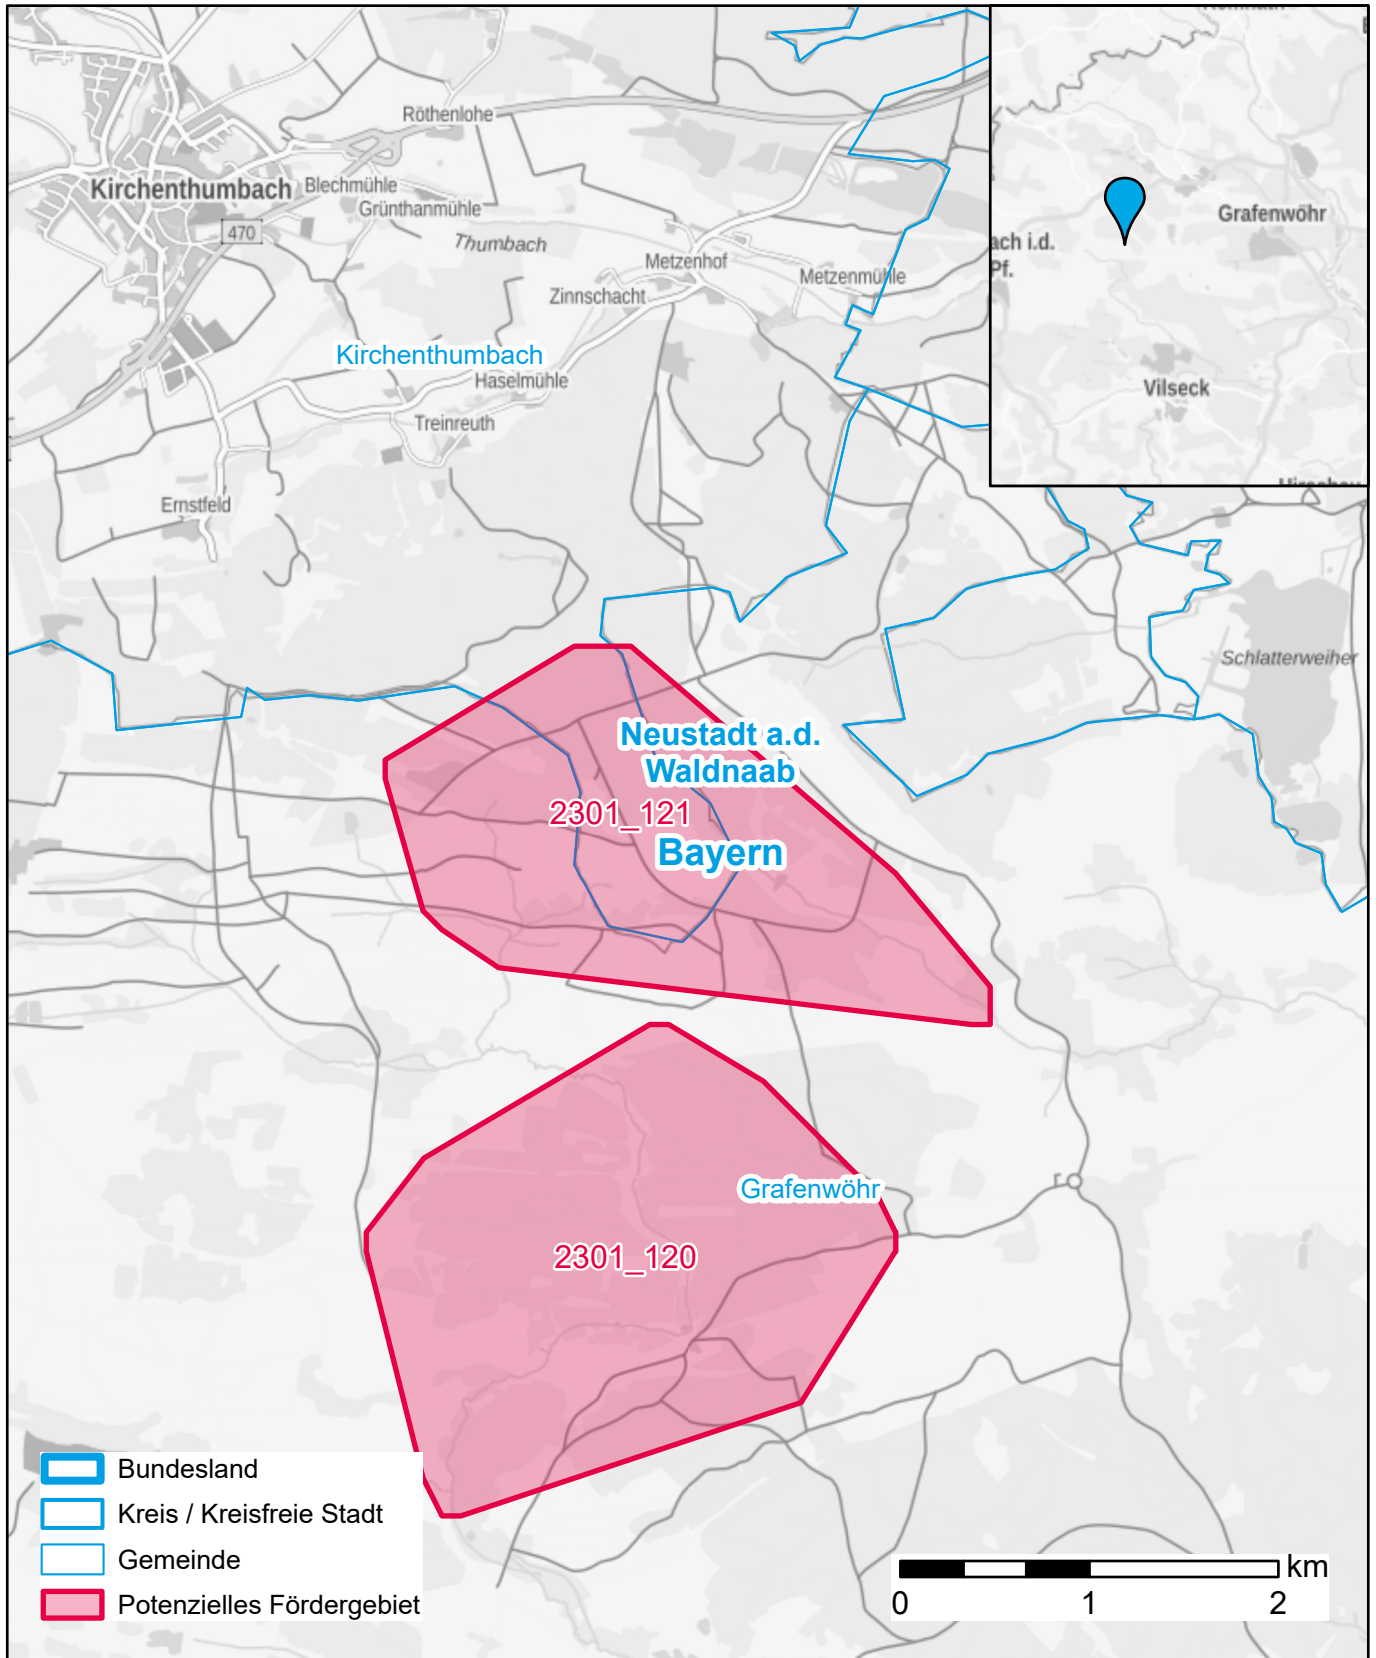 Röthenlohe
Kirchenthumbach
Blechmühle
Grünthanmühle
470
Thumbach
Metzenhof
Metzenmühle
Zinnschacht
Kirchenthumbach
Haselmühle
Treinreuth
Ernstfeld
Grafenwöhr
ach i.d.
Pf.
Vilseck
Schlatterweiher
Neustadt a.d.
Waldnaab
2301_121
Bayern
Grafenwöhr
2301_120
Bundesland
Kreis / Kreisfreie Stadt
Gemeinde
Potenzielles Fördergebiet
km
0 1 2